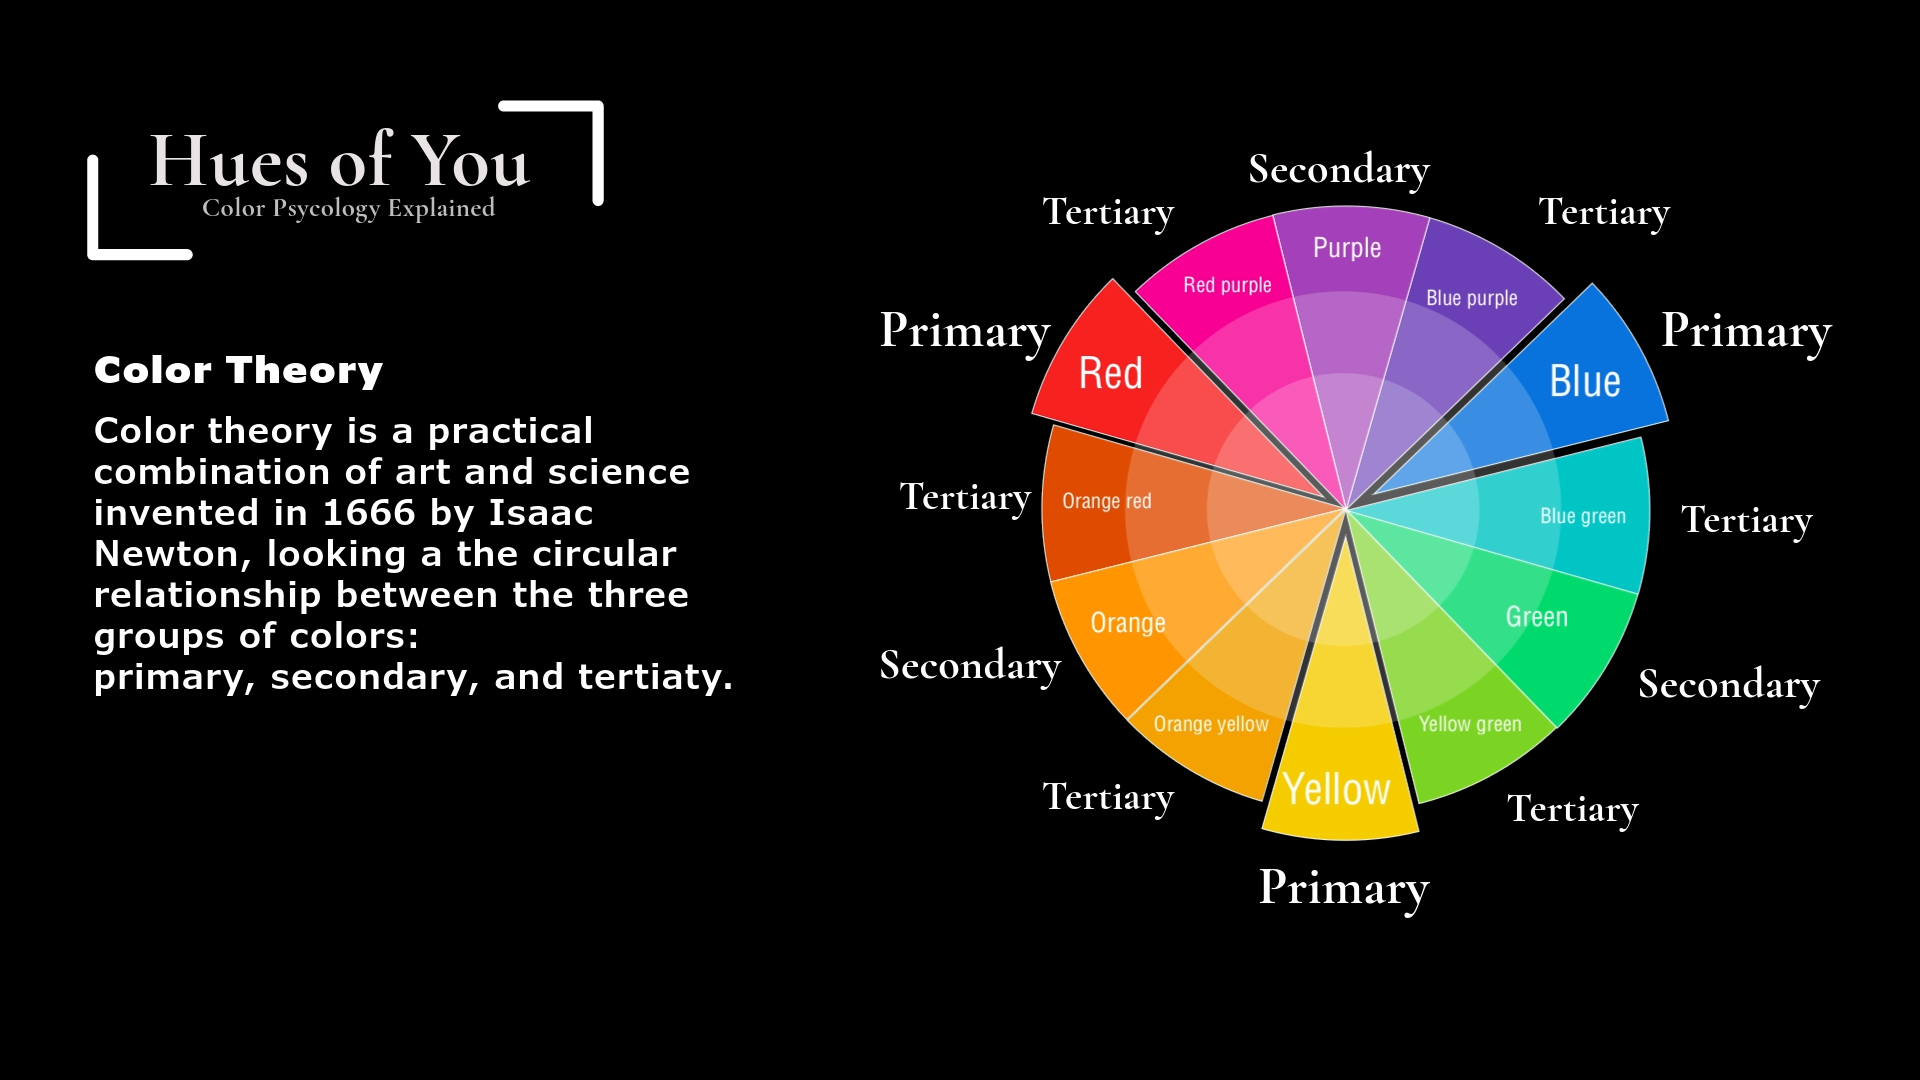 Hues of You
Color Psycology Explained
Color Theory
Color theory is a practical
combination of art and science
invented in 1666 by Isaac
Newton, looking a the circular
relationship between the three
groups of colors:
primary, secondary, and tertiaty.
Secondary
Tertiary
Tertiary
Purple
Red purple
Blue purple
Primary
Primary
Red
Blue
Tertiary
Orange red
Blue green
Tertiary
Orange
Green
Secondary
Secondary
Orange yellow
Yellow green
Yellow
Tertiary
Tertiary
Primary